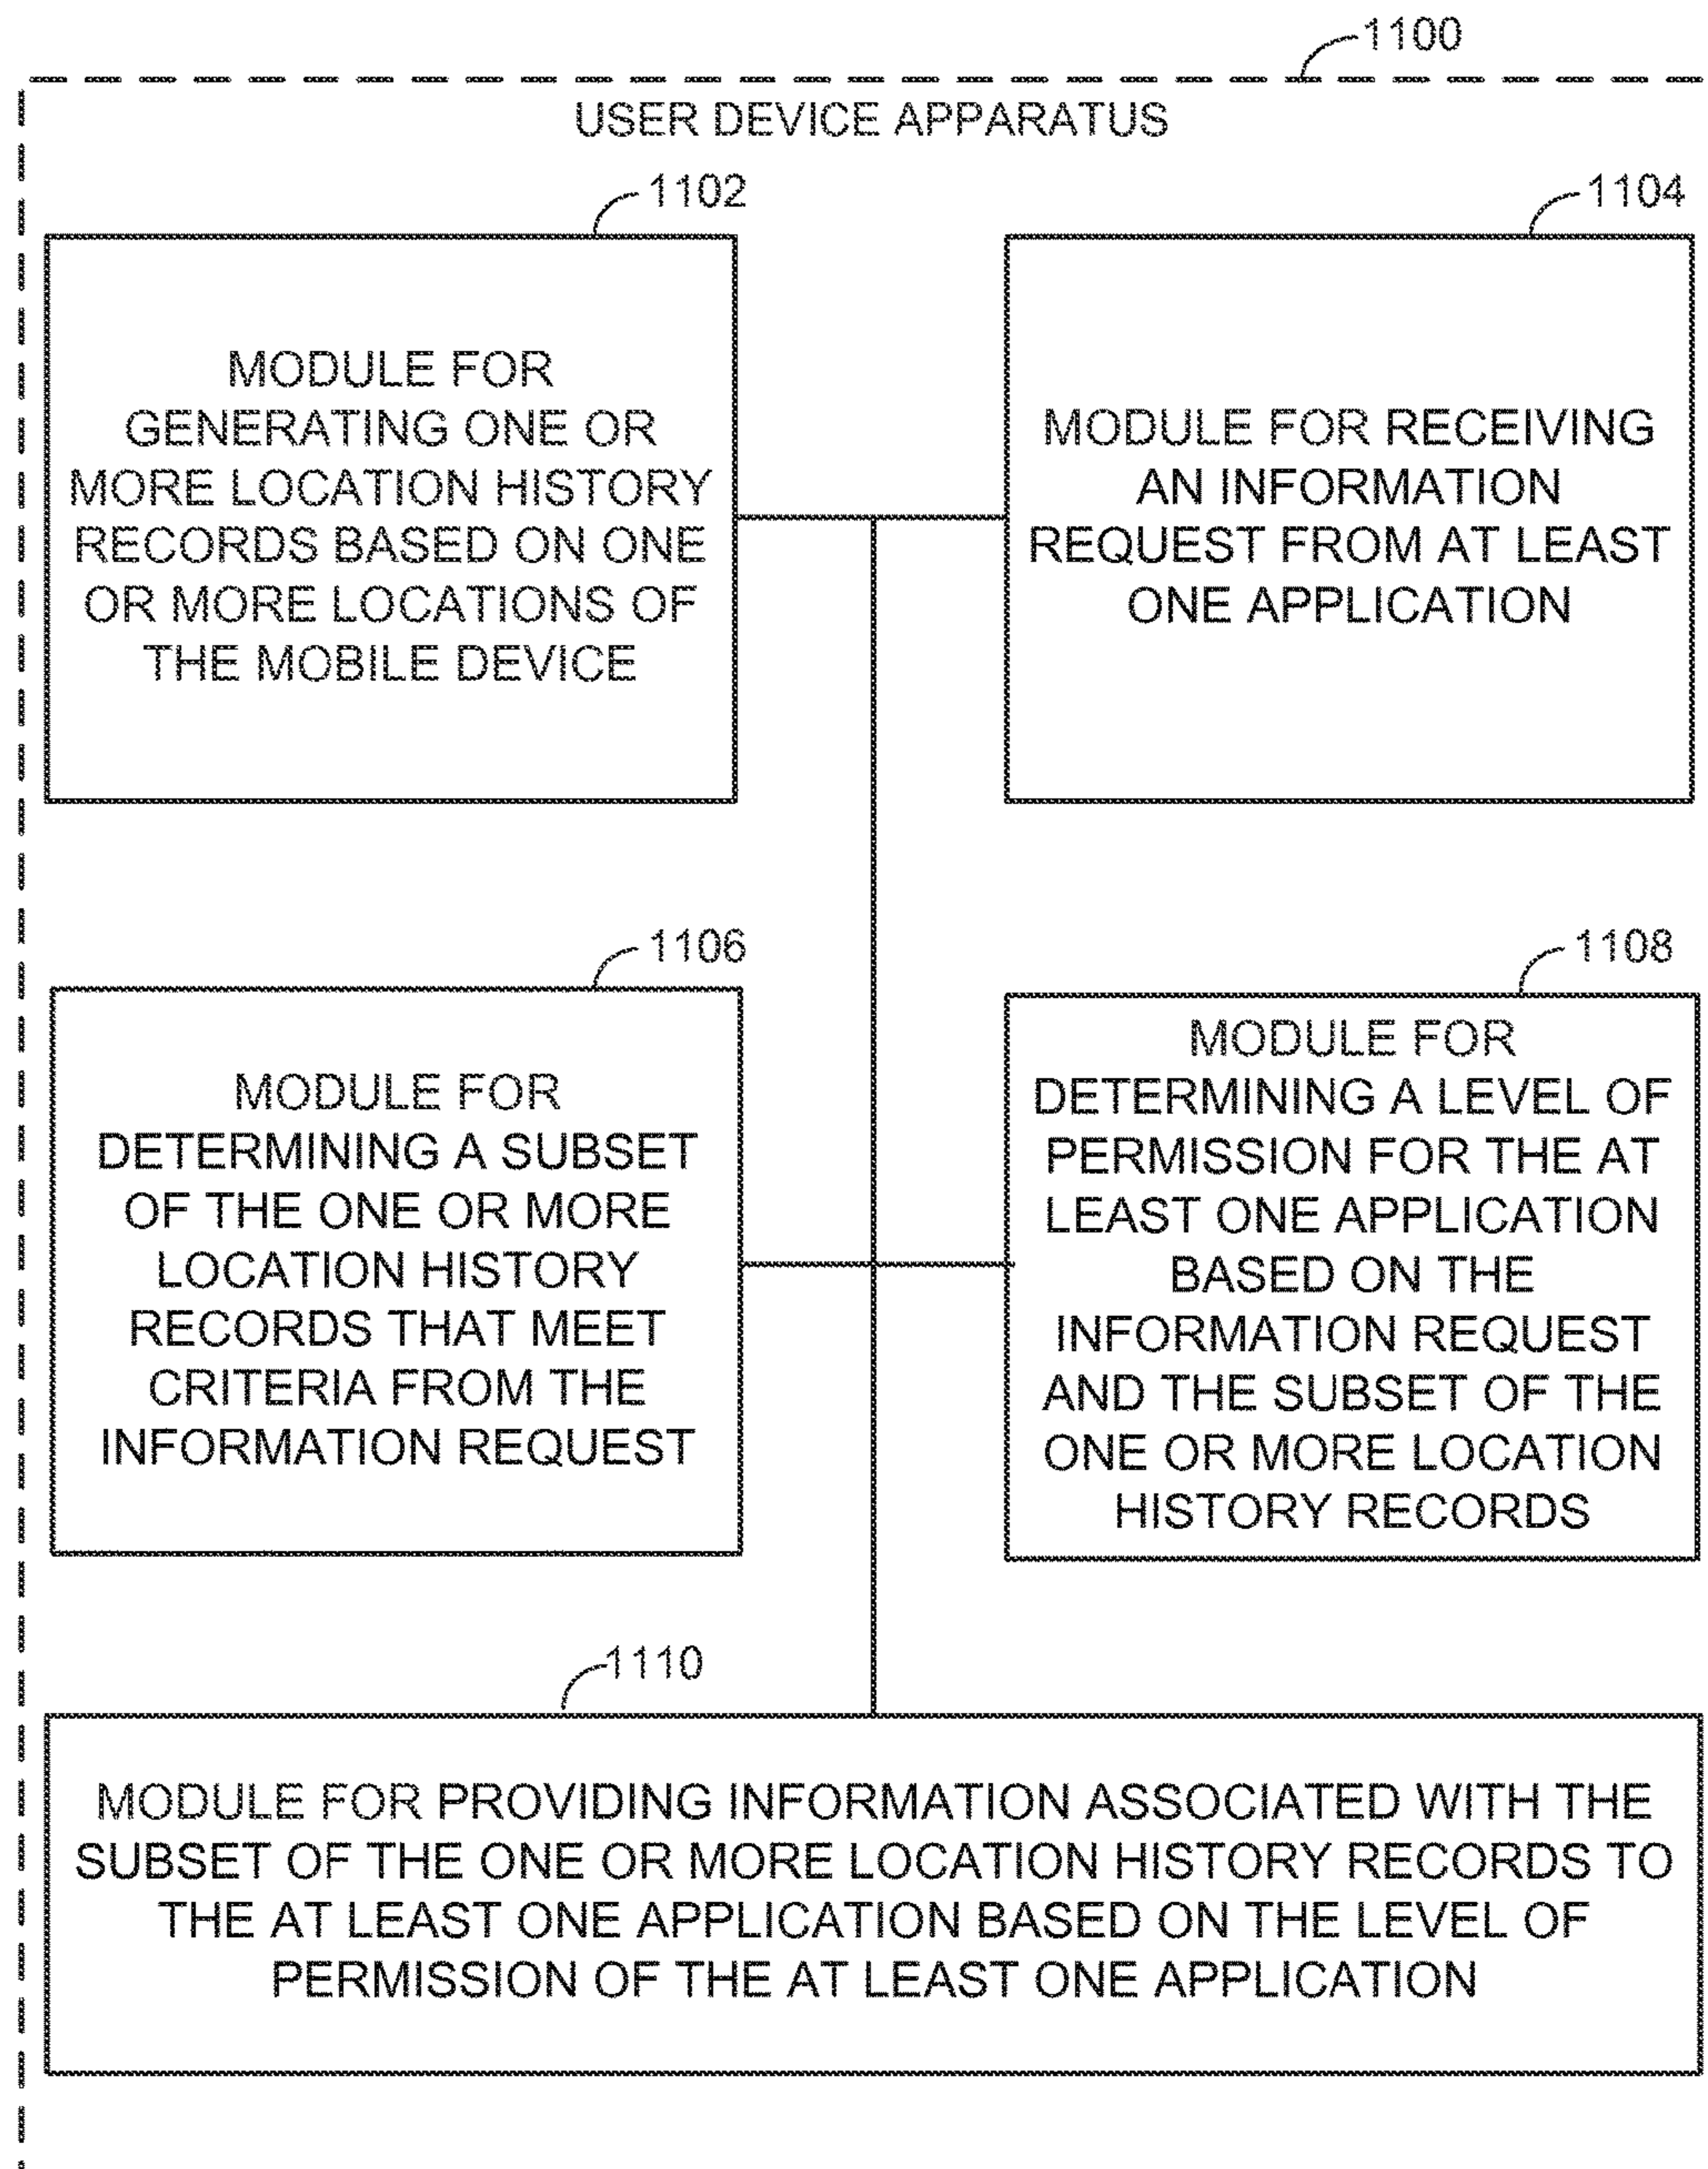 1100
USER DEVICE APPARATUS
1102
MODULE FOR
GENERATING ONE OR
MORE LOCATION HISTORY
RECORDS BASED ON ONE
OR MORE LOCATIONS OF
THE MOBILE DEVICE
1104
MODULE FOR RECEIVING
AN INFORMATION
REQUEST FROM AT LEAST
ONE APPLICATION
1106
MODULE FOR
DETERMINING A SUBSET
OF THE ONE OR MORE
LOCATION HISTORY
RECORDS THAT MEET
CRITERIA FROM THE
INFORMATION REQUEST
1108
MODULE FOR
DETERMINING A LEVEL OF
PERMISSION FOR THE AT
LEAST ONE APPLICATION
BASED ON THE
INFORMATION REQUEST
AND THE SUBSET OF THE
ONE OR MORE LOCATION
HISTORY RECORDS
1110
MODULE FOR PROVIDING INFORMATION ASSOCIATED WITH THE
SUBSET OF THE ONE OR MORE LOCATION HISTORY RECORDS TO
THE AT LEAST ONE APPLICATION BASED ON THE LEVEL OF
PERMISSION OF THE AT LEAST ONE APPLICATION